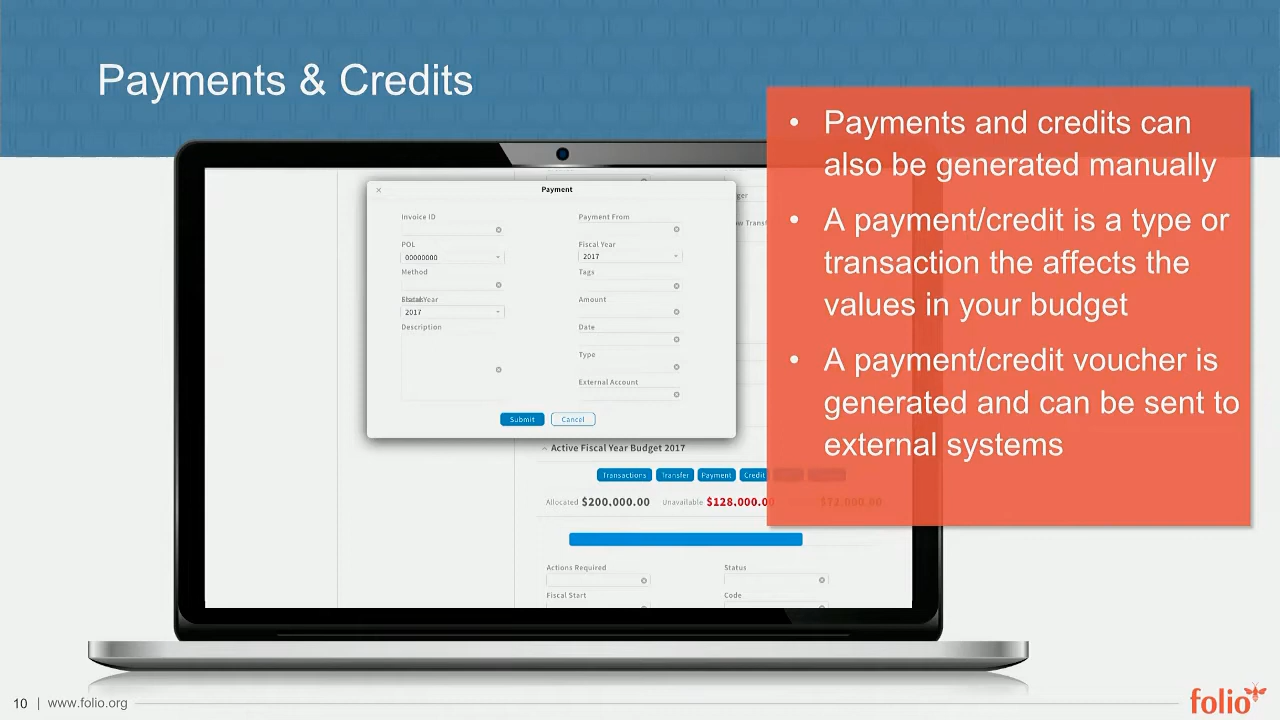 Payments & Credits
• Payments and credits can
also be generated manually
• A payment/credit is a type or
transaction the affects the
values in your budget
• A payment/credit voucher is
generated and can be sent to
external systems
Payment
Invoice ID
Payment From
POL
00000000
Fiscal Year
2017
Method
Tags
2017
Amount
Description
Date
Type
External Account
Submit
Cancel
Active Fiscal Year Budget 2017
Transactions Transfer Payment Credit
Allocated $200,000.00 Unavailable $128,000.00 $72,000.00
Actions Required
Status
Fiscal Start
Code
10 | www.folio.org
folio